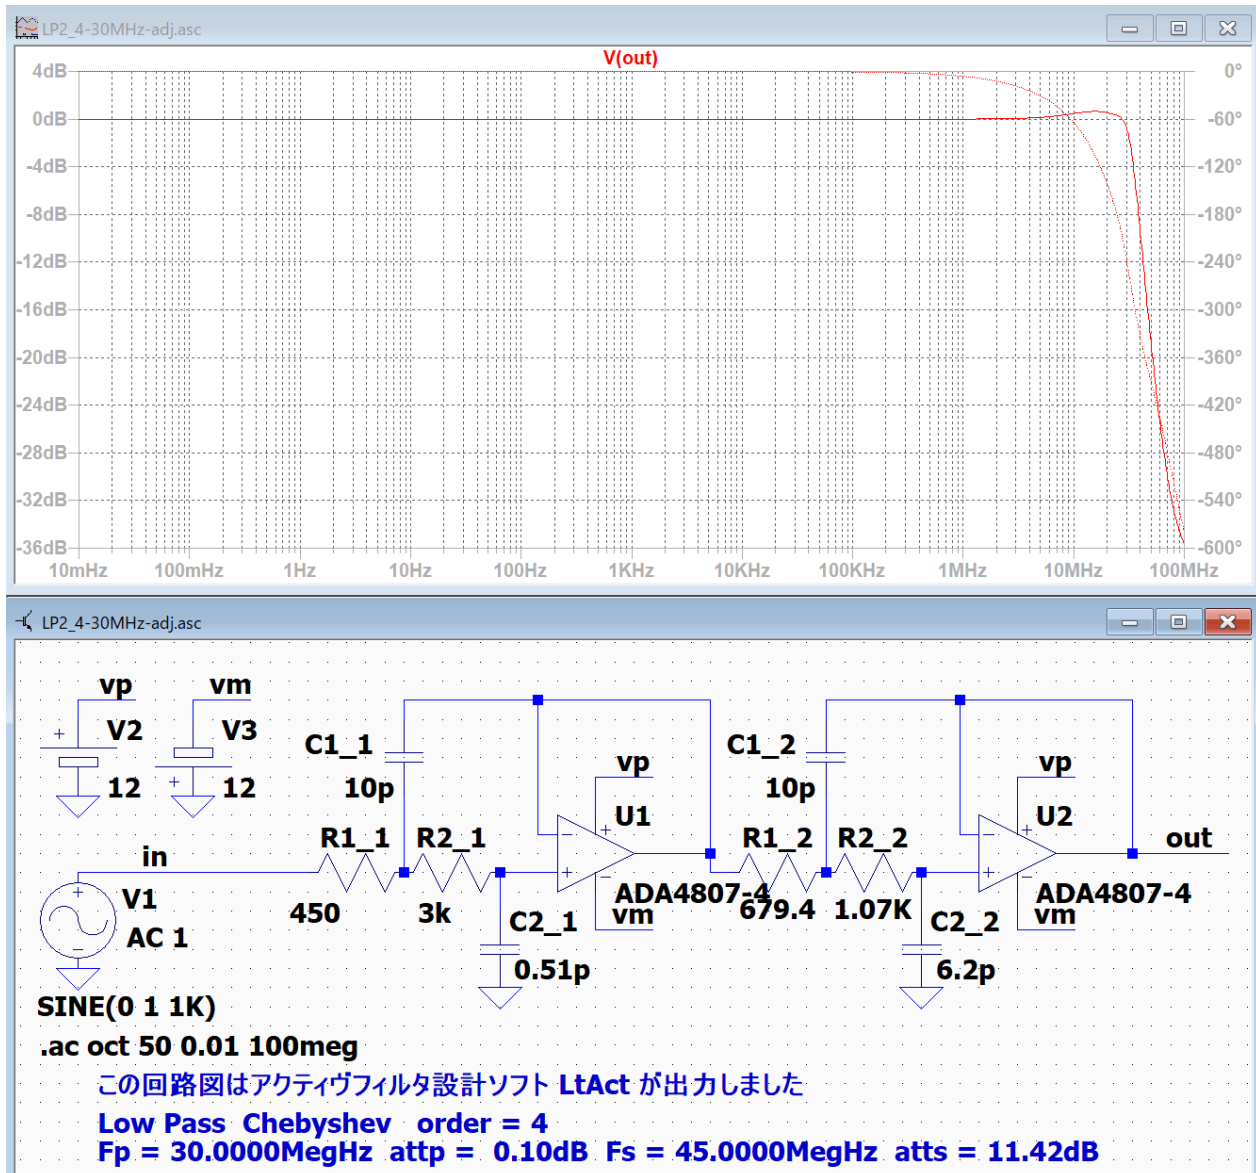 LP2_4-30MHz-adj.asc
V(out)
4dB
0dB
-4dB
-8dB
-12dB
-16dB
-20dB
-24dB
-28dB
-32dB
-36dB
0°
-60°
-120°
-180°
-240°
-300°
-360°
-420°
-480°
-540°
-600°
10mHz 100mHz 1Hz 10Hz 100Hz 1KHz 10KHz 100KHz 1MHz 10MHz 100MHz
LP2_4-30MHz-adj.asc
vp vm
V2 V3
12 12
C1_1
10p
vp
U1
C1_2
10p
vp
U2
in
R1_1 R2_1
R1_2 R2_2
out
V1
AC 1
450 3k
ADA4807-4
vm
679.4 1.07K
ADA4807-4
vm
C2_1
0.51p
C2_2
6.2p
SINE(0 1 1K)
.ac oct 50 0.01 100meg
この回路図はアクティヴフィルタ設計ソフト LtAct が出力しました
Low Pass Chebyshev order = 4
Fp = 30.0000MegHz attp = 0.10dB Fs = 45.0000MegHz atts = 11.42dB